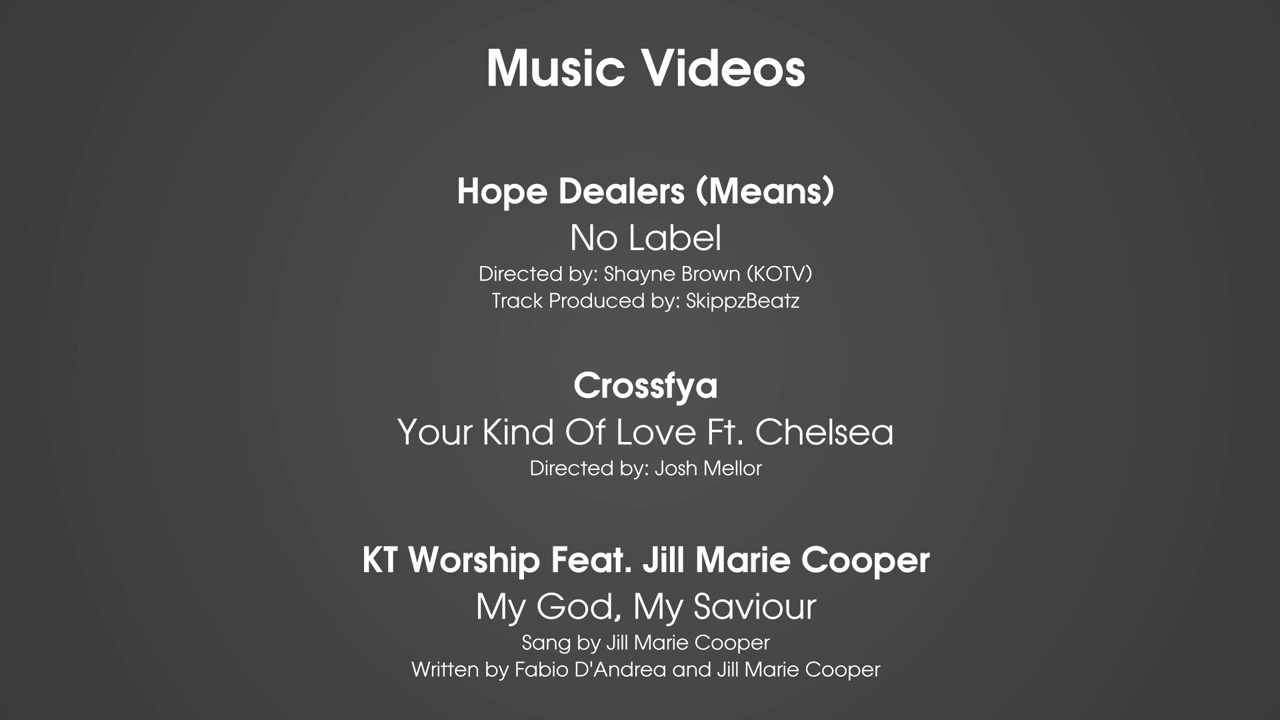 Music Videos
Hope Dealers (Means)
No Label
Directed by: Shayne Brown (KOTV)
Track Produced by: SkippzBeatz
Crossfya
Your Kind Of Love Ft. Chelsea
Directed by: Josh Mellor
KT Worship Feat. Jill Marie Cooper
My God, My Saviour
Sang by Jill Marie Cooper
Written by Fabio D'Andrea and Jill Marie Cooper